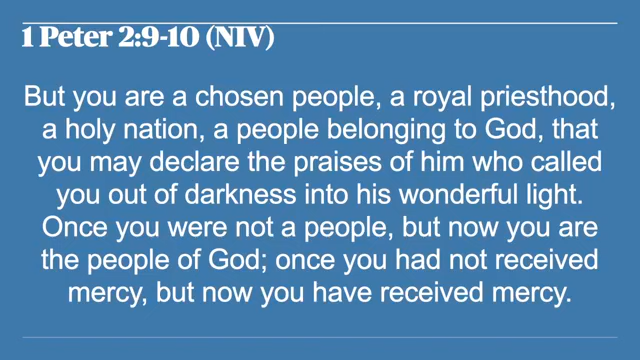 1 Peter 2:9-10 (NIV)
But you are a chosen people, a royal priesthood,
a holy nation, a people belonging to God, that
you may declare the praises of him who called
you out of darkness into his wonderful light.
Once you were not a people, but now you are
the people of God; once you had not received
mercy, but now you have received mercy.